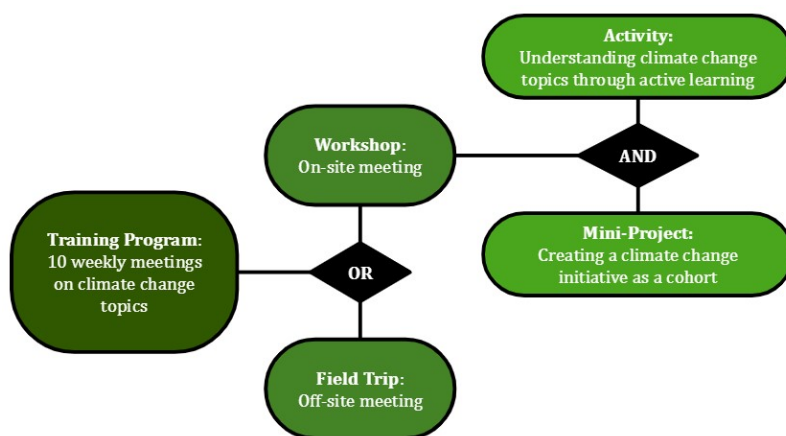 Activity:
Understanding climate change
topics through active learning
Workshop:
On-site meeting
AND
Training Program:
10 weekly meetings
on climate change
topics
OR
Mini-Project:
Creating a climate change
initiative as a cohort
Field Trip:
Off-site meeting